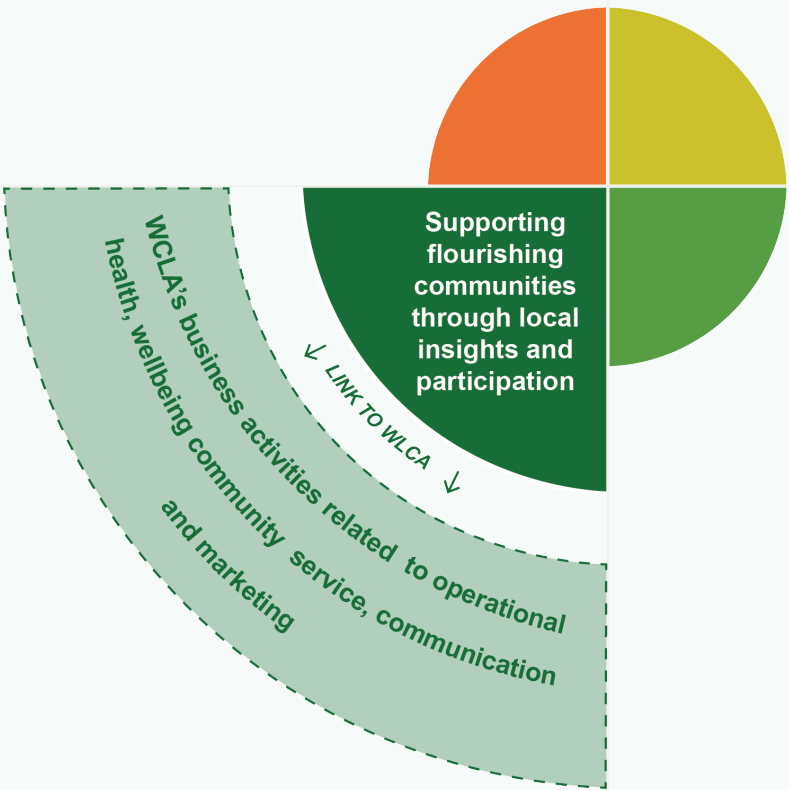 Supporting
flourishing
communities
through local
insights and
participation
LINK TO WLCA
WCLA's business activities related to operational
health, wellbeing community service, communication
and marketing